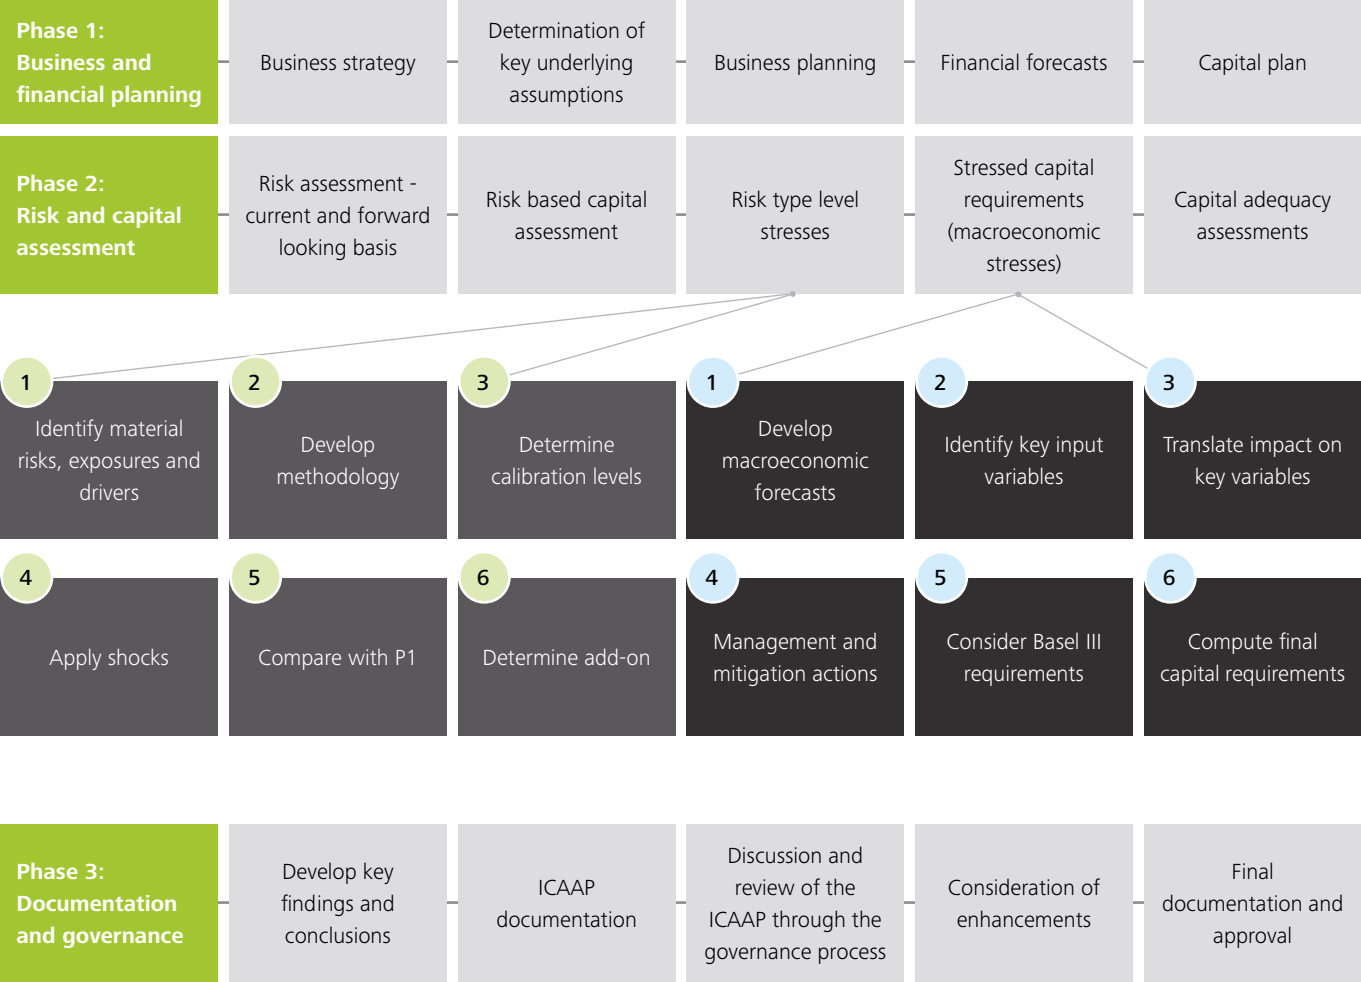 Phase 1:
Business and
financial planning
Business strategy
Determination of
key underlying
assumptions
Business planning
Financial forecasts
Capital plan
Phase 2:
Risk and capital
assessment
Risk assessment -
current and forward
looking basis
Risk based capital
assessment
Risk type level
stresses
Stressed capital
requirements
(macroeconomic
stresses)
Capital adequacy
assessments
1
Identify material
risks, exposures and
drivers
2
Develop
methodology
3
Determine
calibration levels
1
Develop
macroeconomic
forecasts
2
Identify key input
variables
3
Translate impact on
key variables
4
Apply shocks
5
Compare with P1
6
Determine add-on
4
Management and
mitigation actions
5
Consider Basel III
requirements
6
Compute final
capital requirements
Phase 3:
Documentation
and governance
Develop key
findings and
conclusions
ICAAP
documentation
Discussion and
review of the
ICAAP through the
governance process
Consideration of
enhancements
Final
documentation and
approval